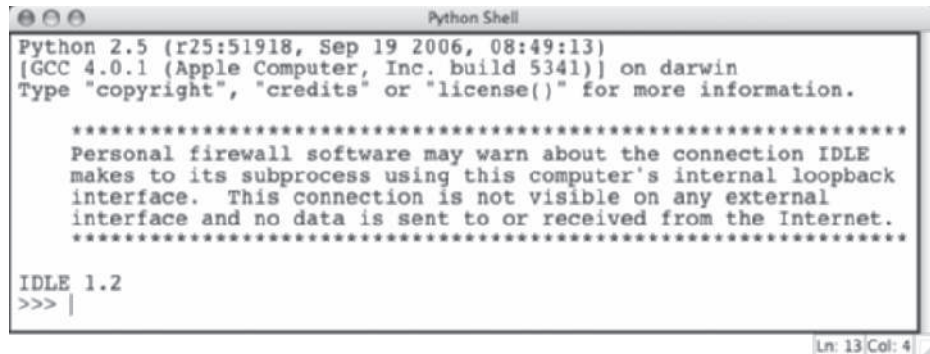 Python Shell
Python 2.5 (r25:51918, Sep 19 2006, 08:49:13)
[GCC 4.0.1 (Apple Computer, Inc. build 5341)] on darwin
Type "copyright", "credits" or "license()" for more information.
****************************************************************
Personal firewall software may warn about the connection IDLE
makes to its subprocess using this computer's internal loopback
interface.  This connection is not visible on any external
interface and no data is sent to or received from the Internet.
****************************************************************
IDLE 1.2
>>>
Ln: 13 Col: 4